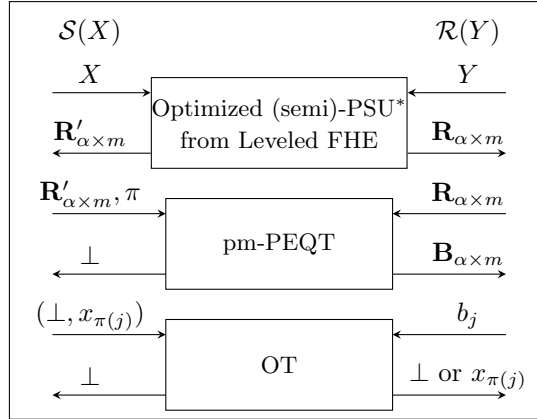 𝒮(X) ℛ(Y)
X Y
Optimized (semi)-PSU*
from Leveled FHE
R′α×m Rα×m
R′α×m, π Rα×m
pm-PEQT
⊥ Bα×m
(⊥, xπ(j)) bj
OT
⊥ ⊥ or xπ(j)